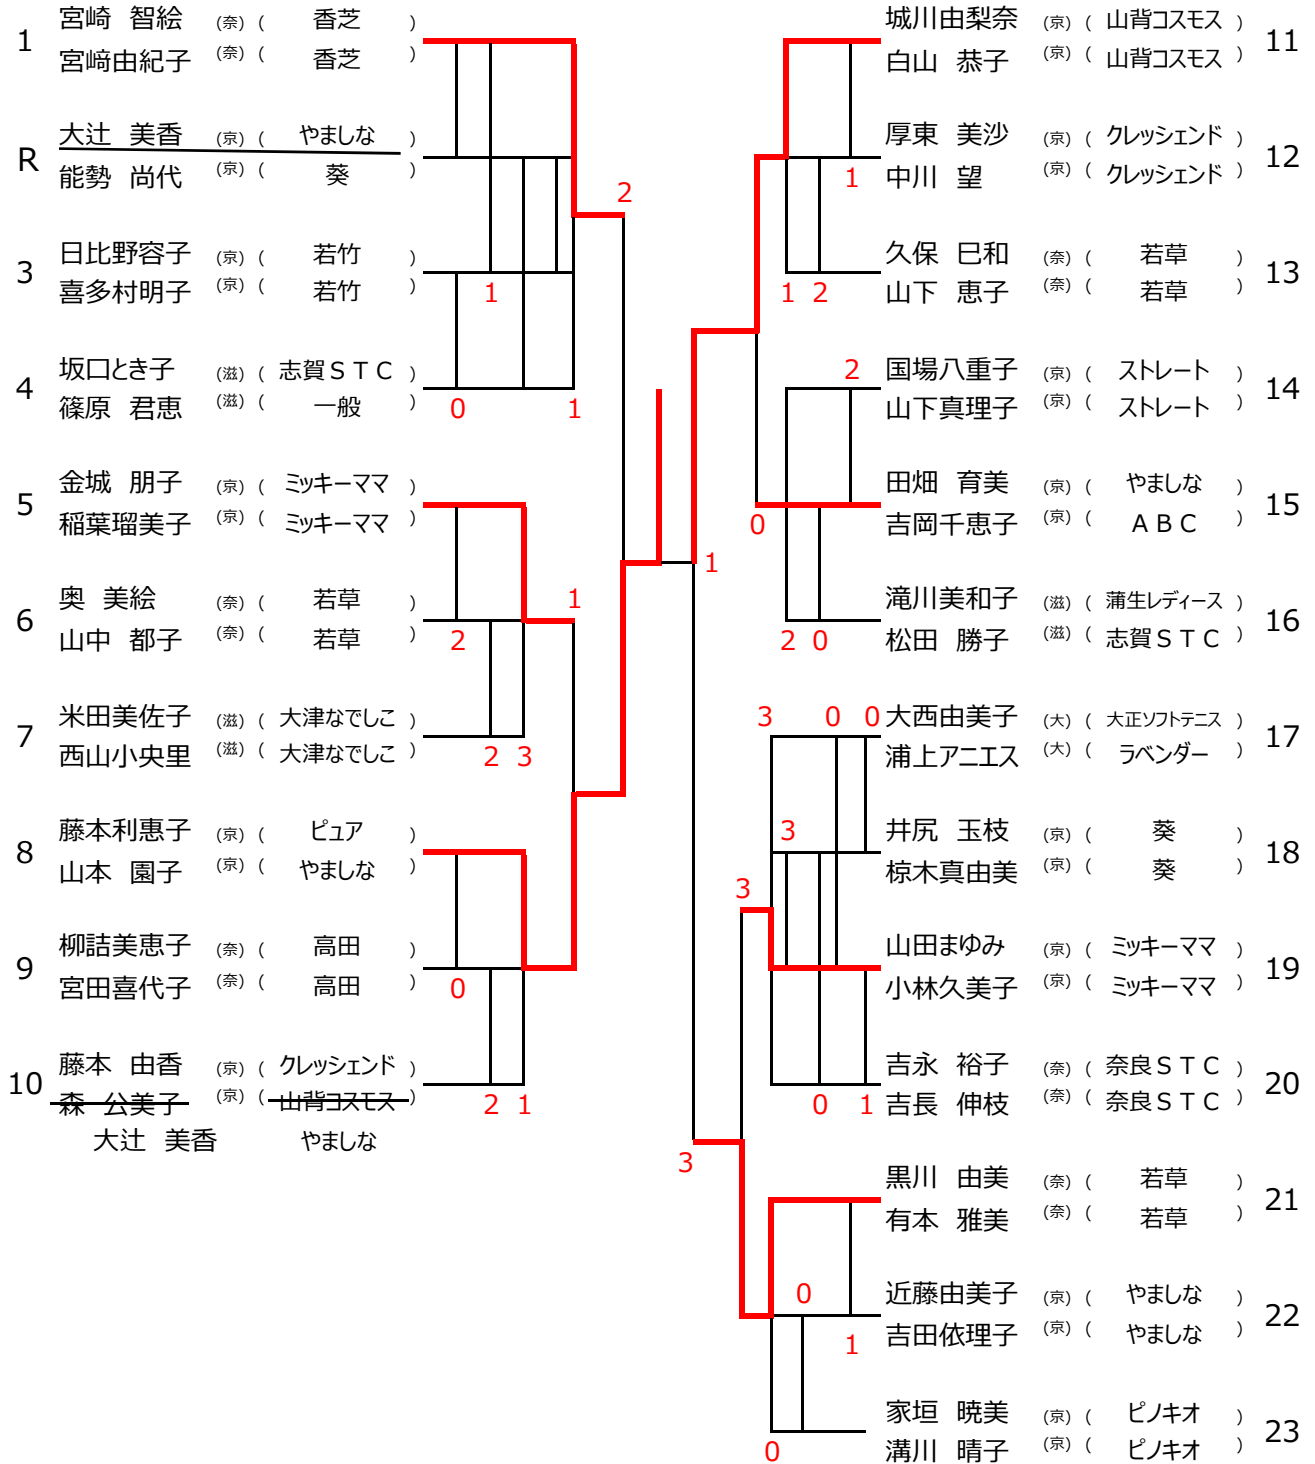 1 宮崎 智絵 (奈) ( 香芝 )
宮﨑由紀子 (奈) ( 香芝 )
R 大辻 美香 (京) ( やましな )
能勢 尚代 (京) ( 葵 )
3 日比野容子 (京) ( 若竹 )
喜多村明子 (京) ( 若竹 )
4 坂口とき子 (滋) ( 志賀ＳＴＣ )
篠原 君恵 (滋) ( 一般 )
5 金城 朋子 (京) ( ミッキーママ )
稲葉瑠美子 (京) ( ミッキーママ )
6 奥 美絵 (奈) ( 若草 )
山中 都子 (奈) ( 若草 )
7 米田美佐子 (滋) ( 大津なでしこ )
西山小央里 (滋) ( 大津なでしこ )
8 藤本利惠子 (京) ( ピュア )
山本 園子 (京) ( やましな )
9 柳詰美恵子 (奈) ( 高田 )
宮田喜代子 (奈) ( 高田 )
10 藤本 由香 (京) ( クレッシェンド )
森 公美子 (京) ( 山背コスモス )
大辻 美香 やましな
2
1
0 1
1
2
2 3
0
2 1
1
3
城川由梨奈 (京) ( 山背コスモス ) 11
白山 恭子 (京) ( 山背コスモス )
厚東 美沙 (京) ( クレッシェンド ) 12
1 中川 望 (京) ( クレッシェンド )
久保 巳和 (奈) ( 若草 ) 13
1 2 山下 恵子 (奈) ( 若草 )
2 国場八重子 (京) ( ストレート ) 14
山下真理子 (京) ( ストレート )
田畑 育美 (京) ( やましな ) 15
0 吉岡千恵子 (京) ( ＡＢＣ )
滝川美和子 (滋) ( 蒲生レディース ) 16
2 0 松田 勝子 (滋) ( 志賀ＳＴＣ )
3 0 0 大西由美子 (大) ( 大正ソフトテニス ) 17
浦上アニエス (大) ( ラベンダー )
3 井尻 玉枝 (京) ( 葵 ) 18
椋木真由美 (京) ( 葵 )
3
山田まゆみ (京) ( ミッキーママ ) 19
小林久美子 (京) ( ミッキーママ )
吉永 裕子 (奈) ( 奈良ＳＴＣ ) 20
0 1 吉長 伸枝 (奈) ( 奈良ＳＴＣ )
黒川 由美 (奈) ( 若草 ) 21
有本 雅美 (奈) ( 若草 )
0 近藤由美子 (京) ( やましな ) 22
1 吉田依理子 (京) ( やましな )
家垣 暁美 (京) ( ピノキオ ) 23
0 溝川 晴子 (京) ( ピノキオ )